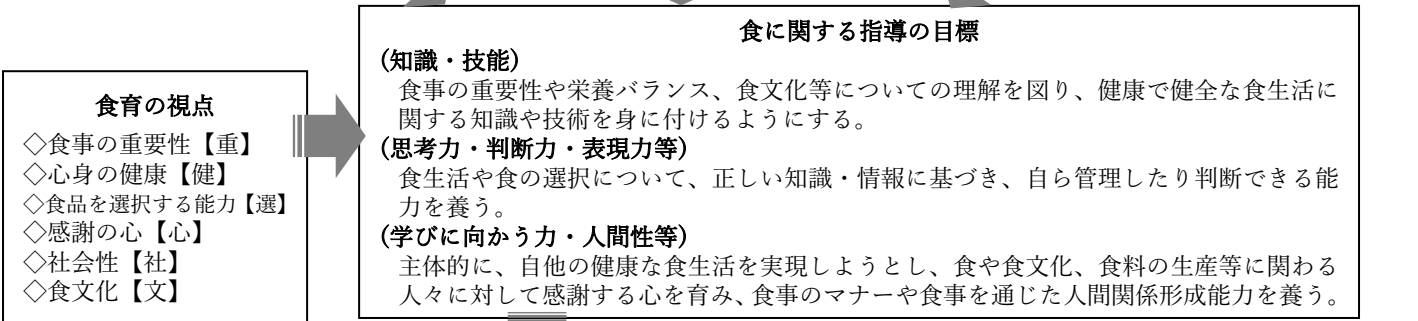 食育の視点
◇食事の重要性【重】
◇心身の健康【健】
◇食品を選択する能力【選】
◇感謝の心【心】
◇社会性【社】
◇食文化【文】
食に関する指導の目標
(知識・技能)
食事の重要性や栄養バランス、食文化等についての理解を図り、健康で健全な食生活に
関する知識や技術を身に付けるようにする。
(思考力・判断力・表現力等)
食生活や食の選択について、正しい知識・情報に基づき、自ら管理したり判断できる能
力を養う。
(学びに向かう力・人間性等)
主体的に、自他の健康な食生活を実現しようとし、食や食文化、食料の生産等に関わる
人々に対して感謝する心を育み、食事のマナーや食事を通じた人間関係形成能力を養う。